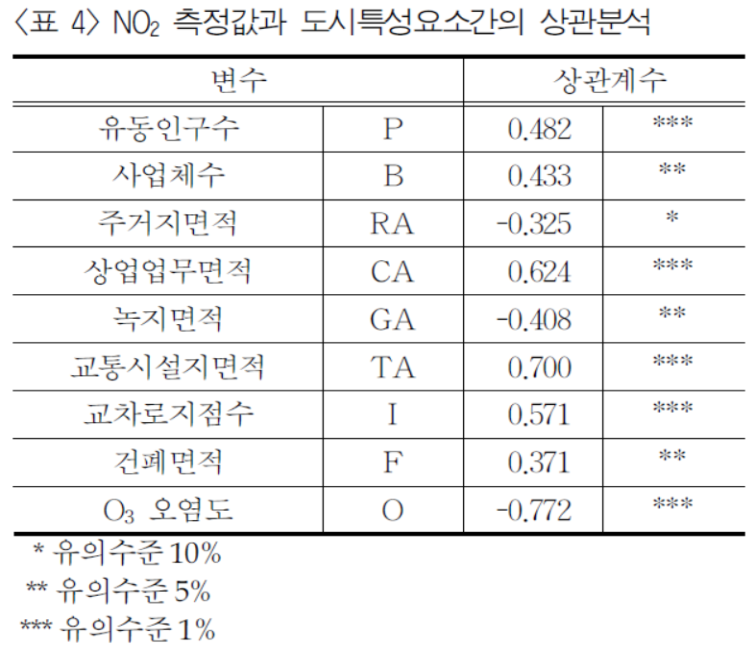 〈표 4〉 NO₂ 측정값과 도시특성요소간의 상관분석
변수 상관계수
유동인구수 P 0.482 ***
사업체수 B 0.433 **
주거지면적 RA -0.325 *
상업업무면적 CA 0.624 ***
녹지면적 GA -0.408 **
교통시설지면적 TA 0.700 ***
교차로지점수 I 0.571 ***
건폐면적 F 0.371 **
O₃ 오염도 O -0.772 ***
* 유의수준 10%
** 유의수준 5%
*** 유의수준 1%